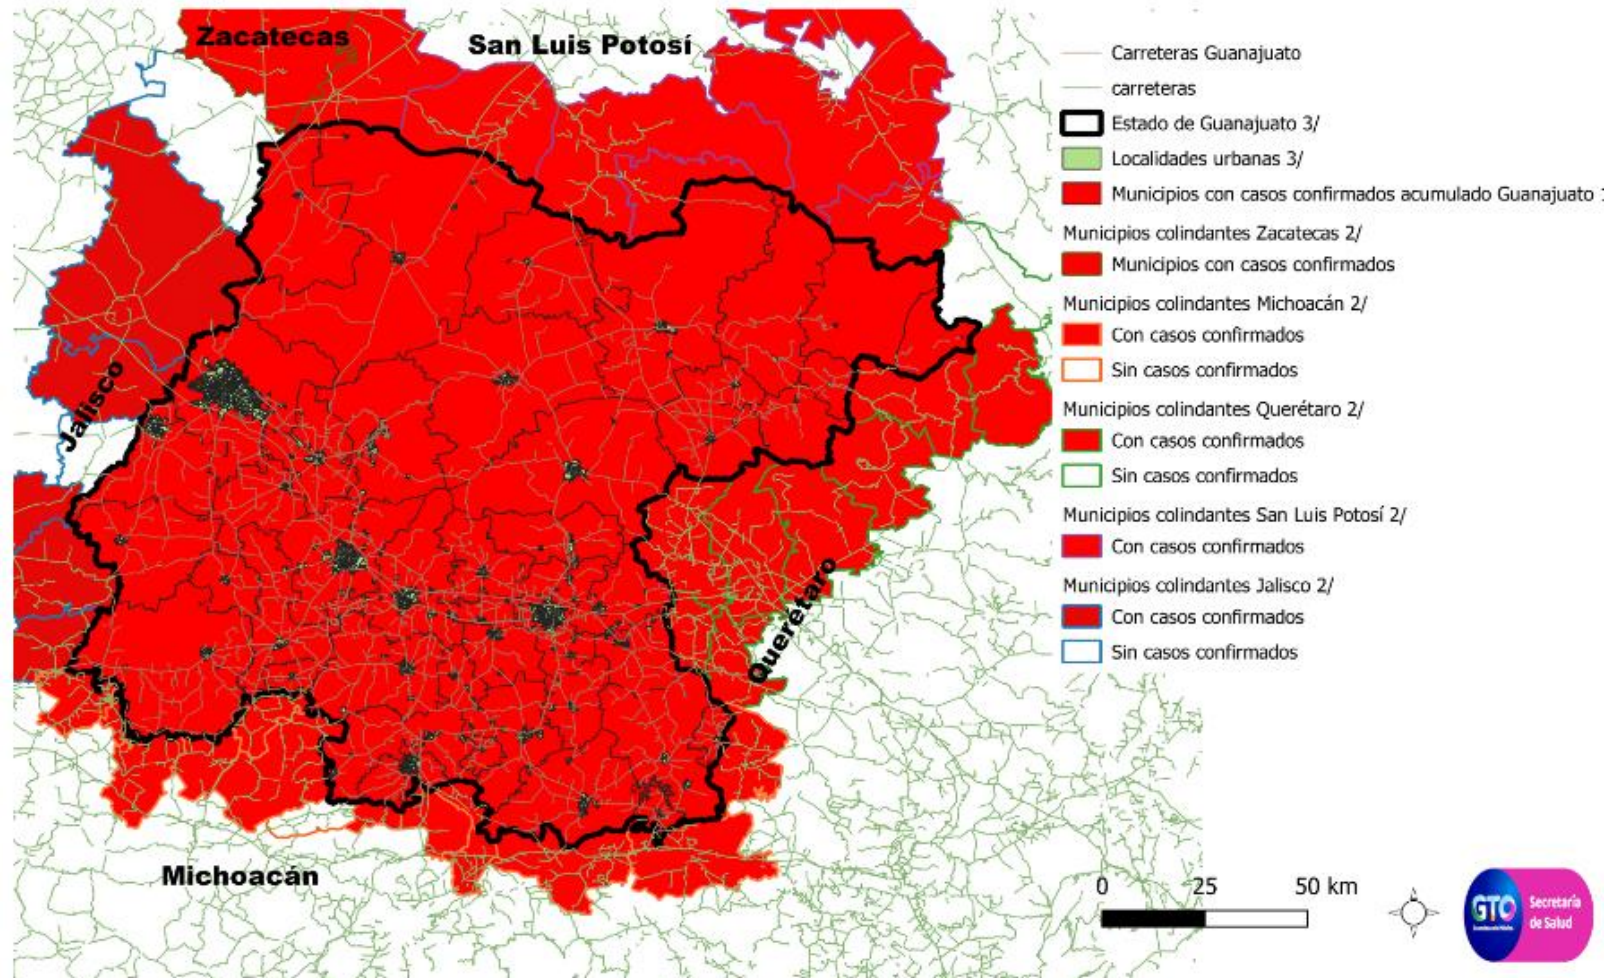 Zacatecas
San Luis Potosí
Jalisco
Querétaro
Michoacán
Carreteras Guanajuato
carreteras
Estado de Guanajuato 3/
Localidades urbanas 3/
Municipios con casos confirmados acumulado Guanajuato
Municipios colindantes Zacatecas 2/
Municipios con casos confirmados
Municipios colindantes Michoacán 2/
Con casos confirmados
Sin casos confirmados
Municipios colindantes Querétaro 2/
Con casos confirmados
Sin casos confirmados
Municipios colindantes San Luis Potosí 2/
Con casos confirmados
Municipios colindantes Jalisco 2/
Con casos confirmados
Sin casos confirmados
0 25 50 km
GTO
Secretaría
de Salud